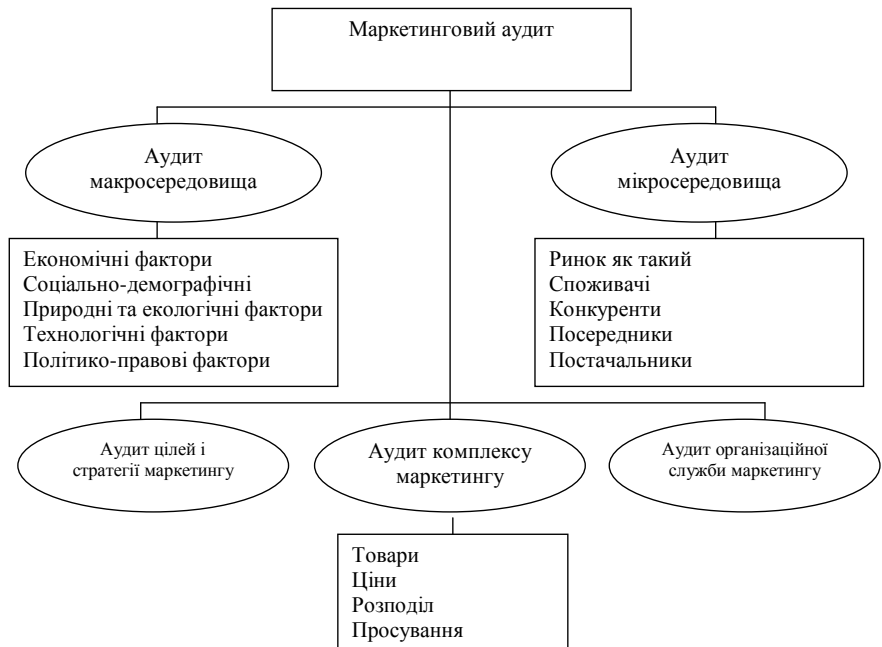 Маркетинговий аудит
Аудит
макросередовища
Аудит
мікросередовища
Економічні фактори
Соціально-демографічні
Природні та екологічні фактори
Технологічні фактори
Політико-правові фактори
Ринок як такий
Споживачі
Конкуренти
Посередники
Постачальники
Аудит цілей і
стратегії маркетингу
Аудит комплексу
маркетингу
Аудит організаційної
служби маркетингу
Товари
Ціни
Розподіл
Просування